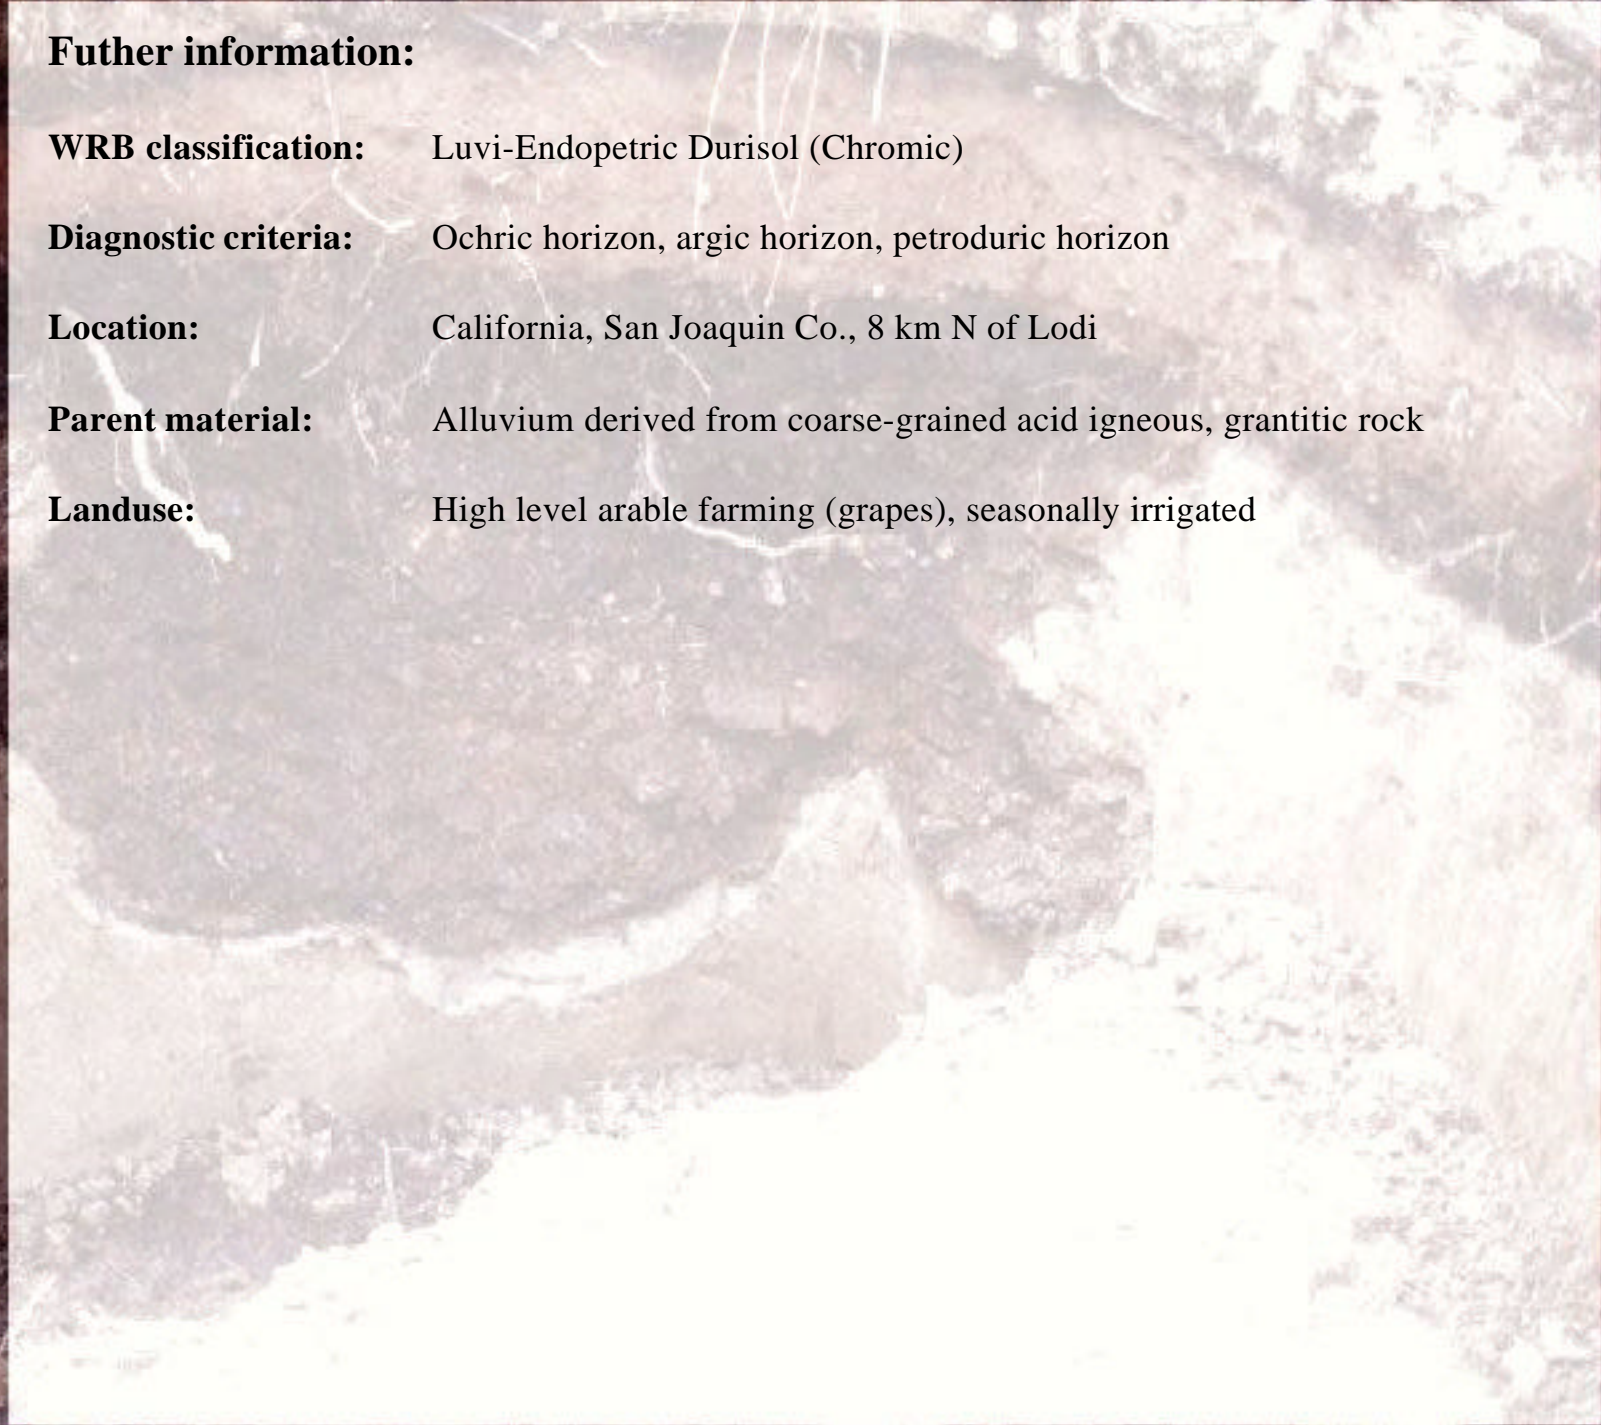 Futher information:
WRB classification: Luvi-Endopetric Durisol (Chromic)
Diagnostic criteria: Ochric horizon, argic horizon, petroduric horizon
Location: California, San Joaquin Co., 8 km N of Lodi
Parent material: Alluvium derived from coarse-grained acid igneous, grantitic rock
Landuse: High level arable farming (grapes), seasonally irrigated